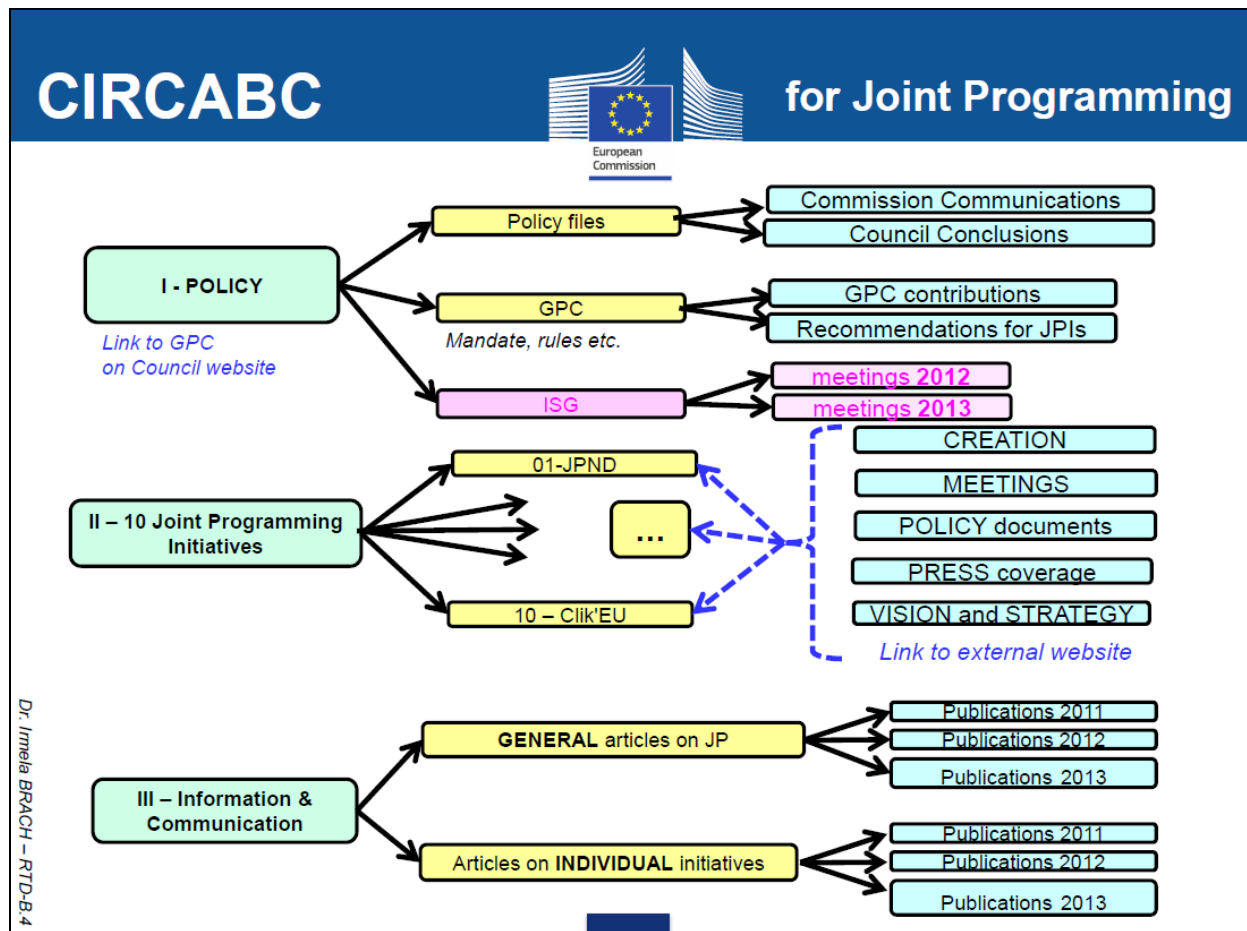 CIRCABC
for Joint Programming
European
Commission
I - POLICY
Link to GPC
on Council website
Policy files
Commission Communications
Council Conclusions
GPC
Mandate, rules etc.
GPC contributions
Recommendations for JPIs
ISG
meetings 2012
meetings 2013
II – 10 Joint Programming
Initiatives
01-JPND
...
10 – Clik'EU
CREATION
MEETINGS
POLICY documents
PRESS coverage
VISION and STRATEGY
Link to external website
III – Information &
Communication
GENERAL articles on JP
Publications 2011
Publications 2012
Publications 2013
Articles on INDIVIDUAL initiatives
Publications 2011
Publications 2012
Publications 2013
Dr. Irmela BRACH – RTD-B.4